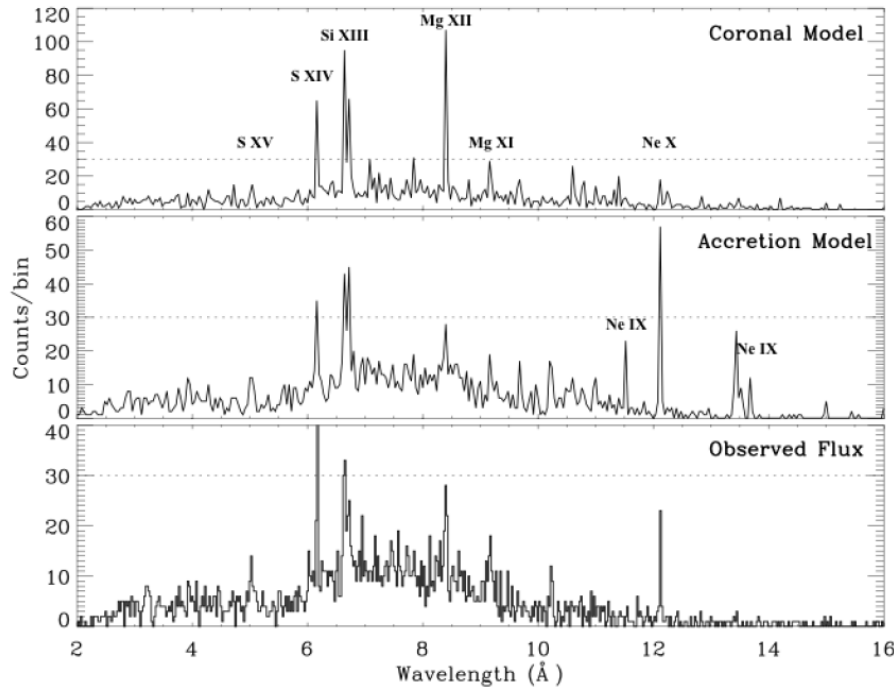 120
Mg XII
Coronal Model
100
Si XIII
80
S XIV
60
40
S XV
Mg XI
Ne X
20
0
60
Accretion Model
50
40
30
Ne IX
Ne IX
20
10
0
Counts/bin
40
Observed Flux
30
20
10
0
2 4 6 8 10 12 14 16
Wavelength (Å)